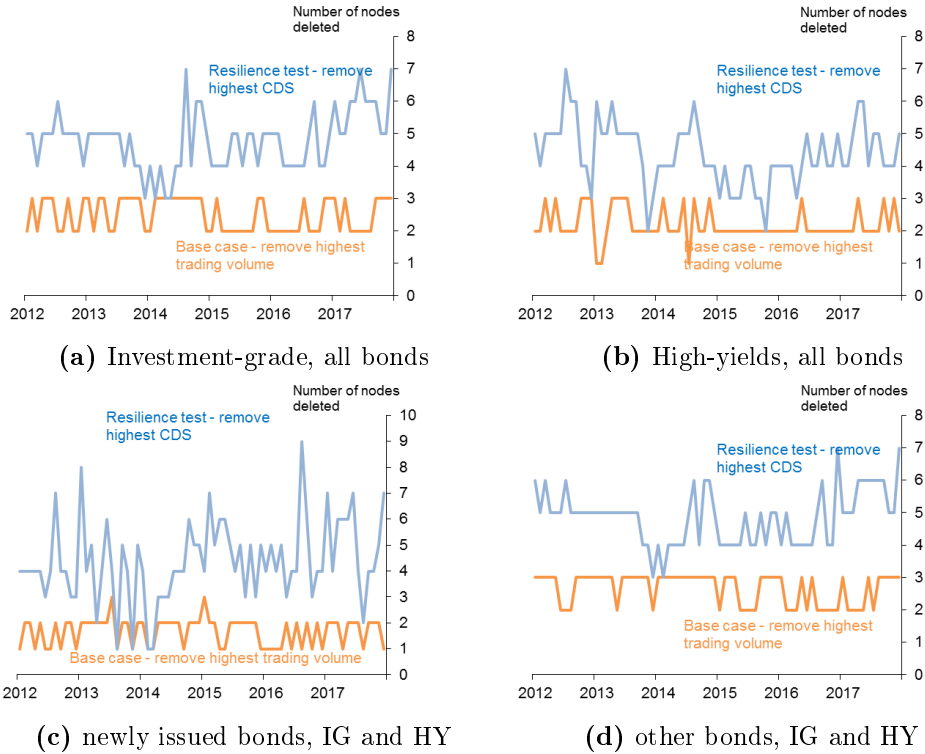 Number of nodes
deleted
8
Resilience test - remove
highest CDS
7
6
5
4
3
2
Base case - remove highest
trading volume
1
0
2012 2013 2014 2015 2016 2017
(a) Investment-grade, all bonds
Number of nodes
deleted
8
Resilience test - remove
highest CDS
7
6
5
4
3
2
Base case - remove highest
trading volume
1
0
2012 2013 2014 2015 2016 2017
(b) High-yields, all bonds
Number of nodes
deleted
10
Resilience test - remove
highest CDS
9
8
7
6
5
4
3
2
1
Base case - remove highest trading volume
0
2012 2013 2014 2015 2016 2017
(c) newly issued bonds, IG and HY
Number of nodes
deleted
8
Resilience test - remove
highest CDS
7
6
5
4
3
2
Base case - remove highest
trading volume
1
0
2012 2013 2014 2015 2016 2017
(d) other bonds, IG and HY